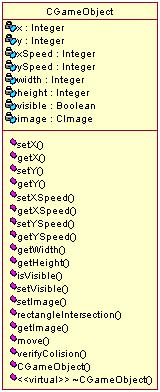 CGameObject
x : Integer
y : Integer
xSpeed : Integer
ySpeed : Integer
width : Integer
height : Integer
visible : Boolean
image : CImage
setX()
getX()
setY()
getY()
setXSpeed()
getXSpeed()
setYSpeed()
getYSpeed()
getWidth()
getHeight()
isVisible()
setVisible()
setImage()
rectangleIntersection()
getImage()
move()
verifyColision()
CGameObject()
<<virtual>> ~CGameObject()